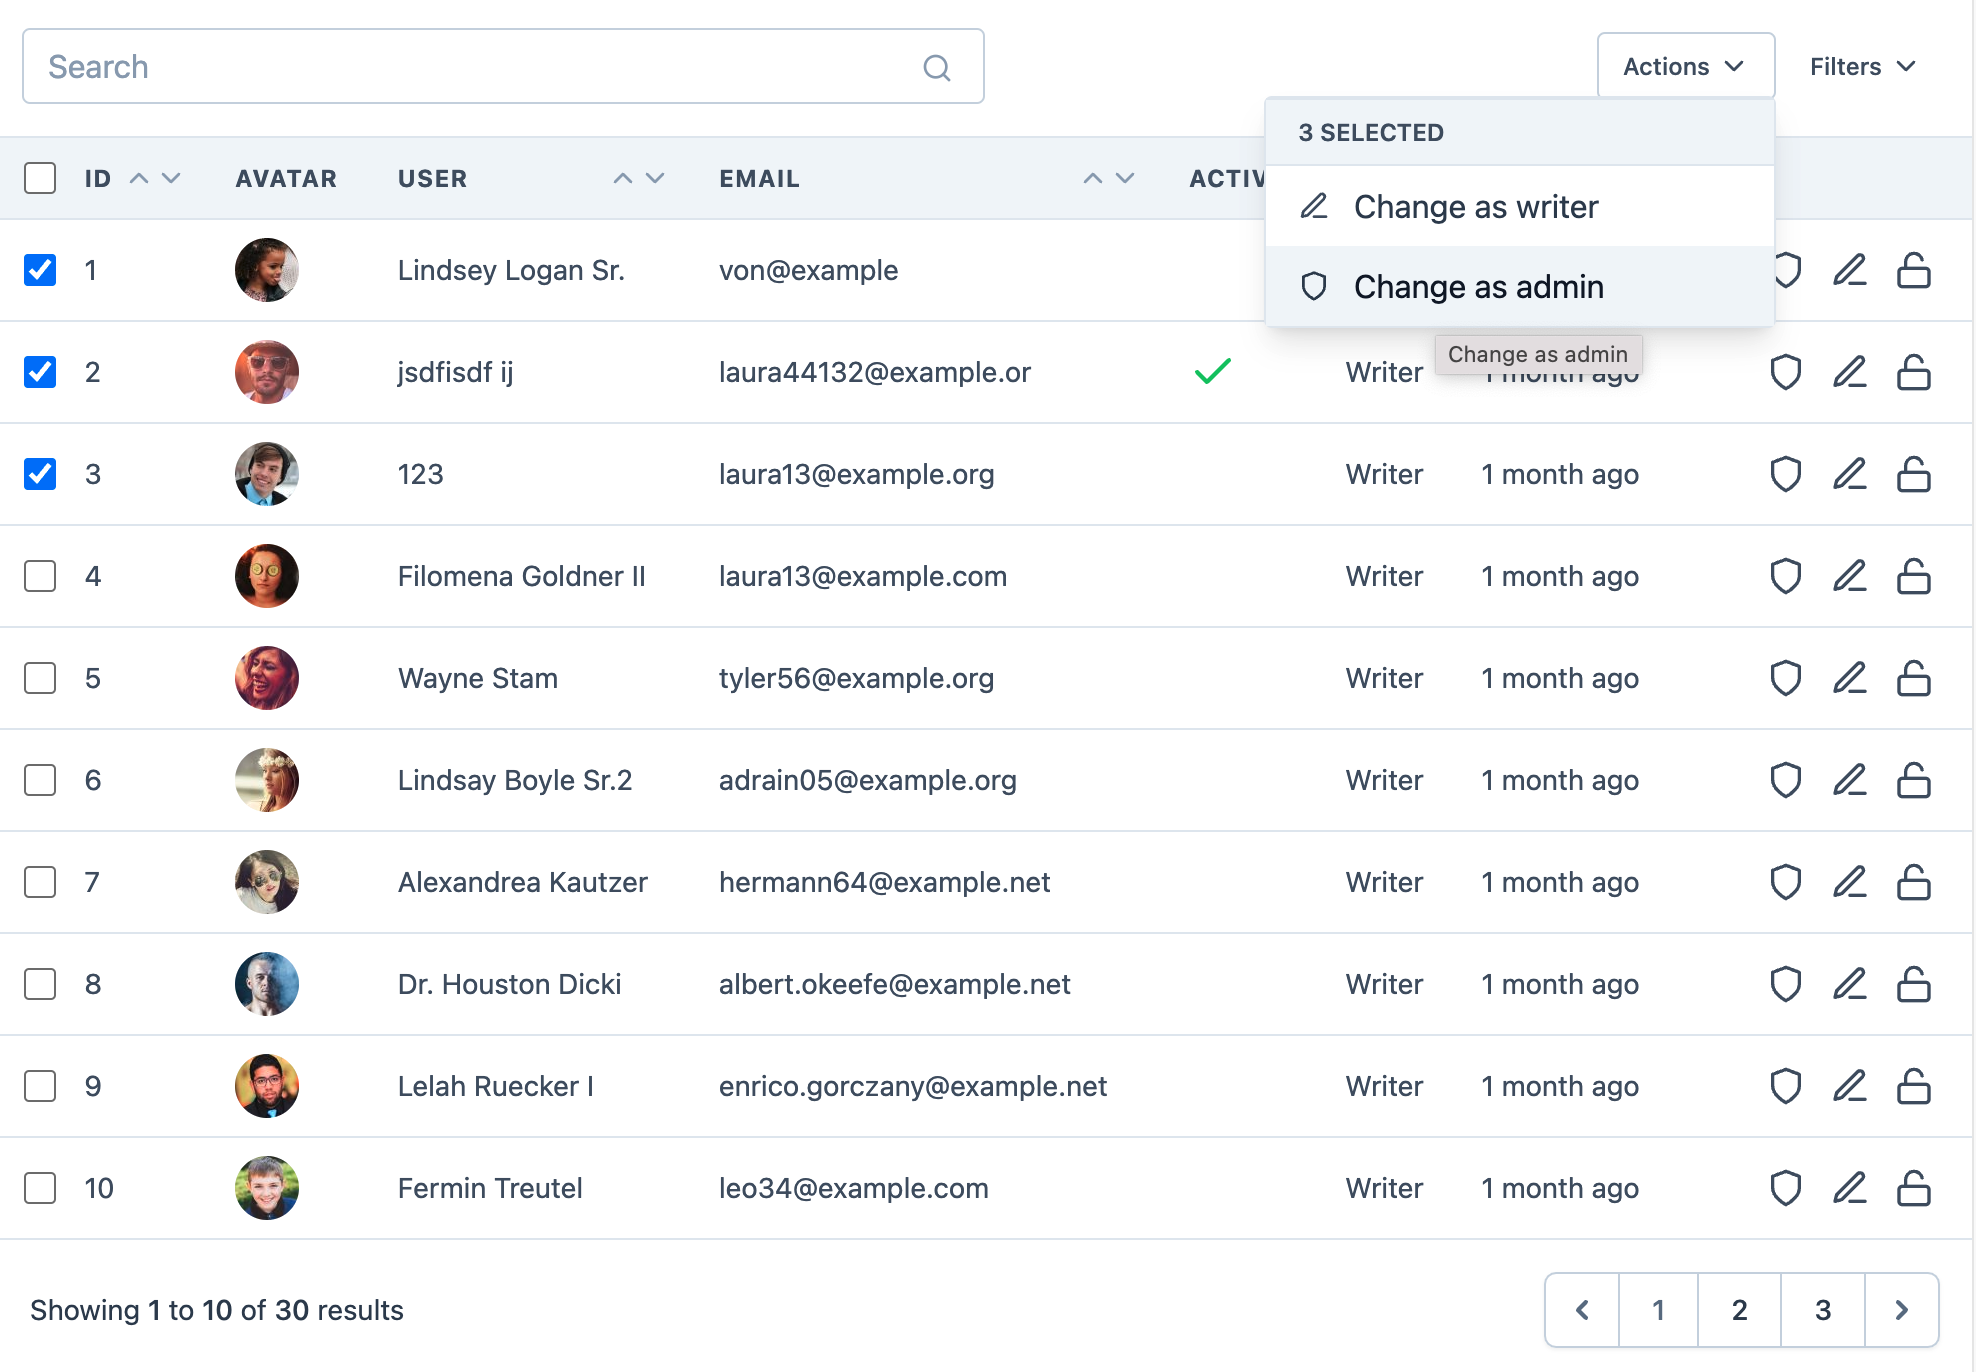 Search
Actions Filters
3 SELECTED
ID AVATAR USER EMAIL ACTIV
Change as writer
1 Lindsey Logan Sr. von@example
Change as admin
Change as admin
2 jsdfisdf ij laura44132@example.or Writer 1 month ago
3 123 laura13@example.org Writer 1 month ago
4 Filomena Goldner II laura13@example.com Writer 1 month ago
5 Wayne Stam tyler56@example.org Writer 1 month ago
6 Lindsay Boyle Sr.2 adrain05@example.org Writer 1 month ago
7 Alexandrea Kautzer hermann64@example.net Writer 1 month ago
8 Dr. Houston Dicki albert.okeefe@example.net Writer 1 month ago
9 Lelah Ruecker I enrico.gorczany@example.net Writer 1 month ago
10 Fermin Treutel leo34@example.com Writer 1 month ago
Showing 1 to 10 of 30 results 1 2 3